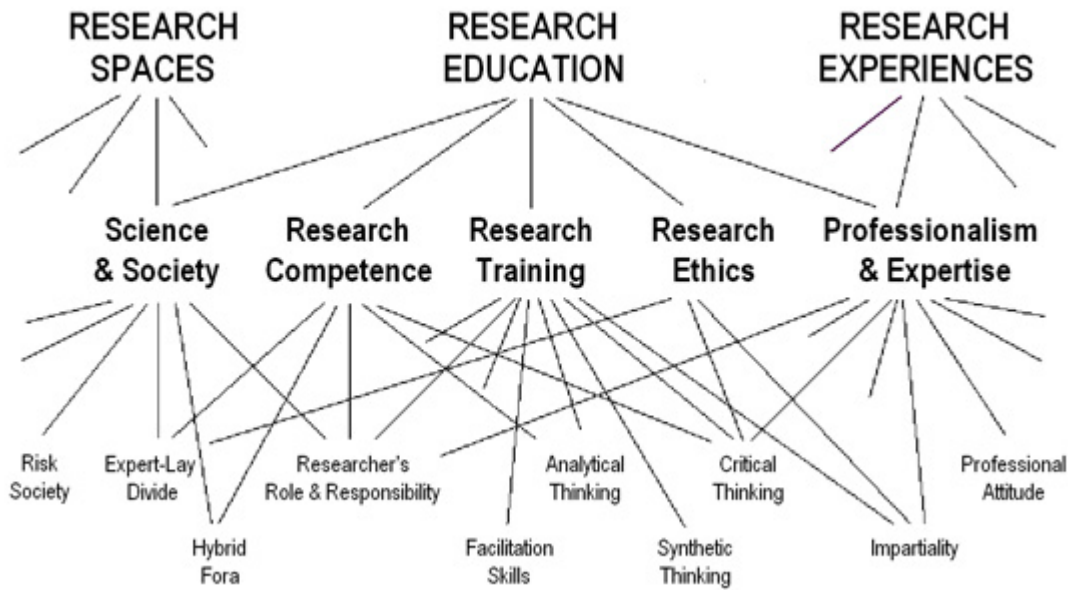 RESEARCH
SPACES
RESEARCH
EDUCATION
RESEARCH
EXPERIENCES
Science
& Society
Research
Competence
Research
Training
Research
Ethics
Professionalism
& Expertise
Risk
Society
Expert-Lay
Divide
Researcher's
Role & Responsibility
Analytical
Thinking
Critical
Thinking
Professional
Attitude
Hybrid
Fora
Facilitation
Skills
Synthetic
Thinking
Impartiality